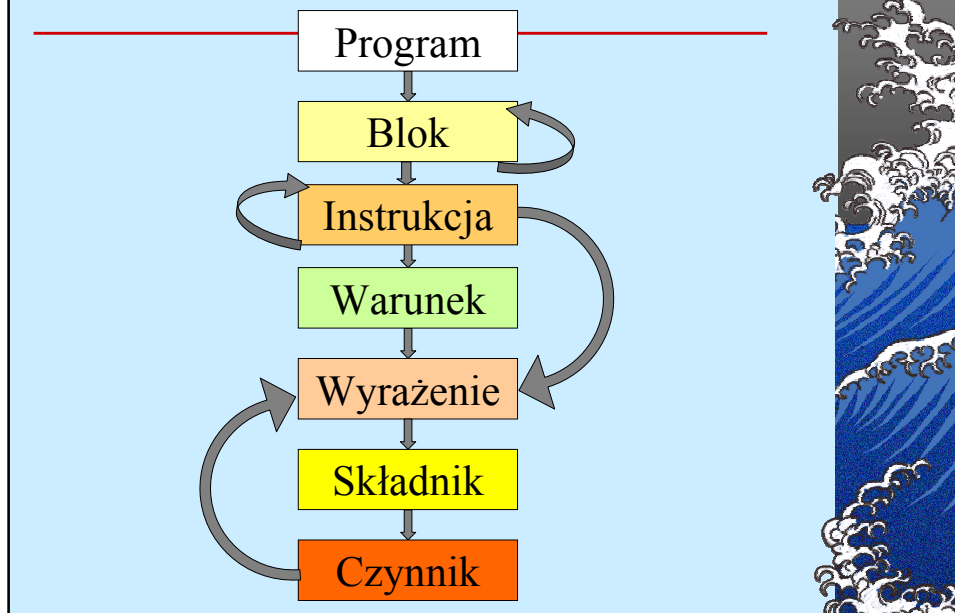 Program
Blok
Instrukcja
Warunek
Wyrażenie
Składnik
Czynnik